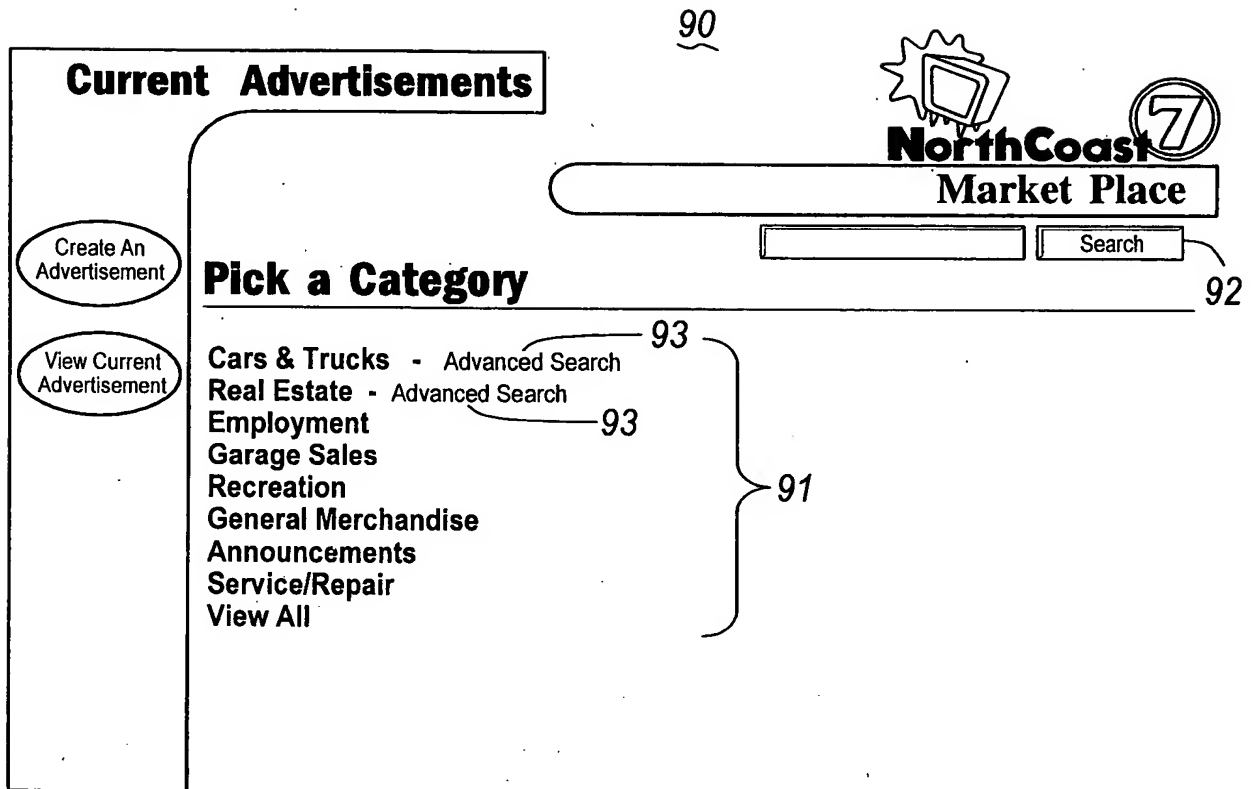 90
Current Advertisements
7
NorthCoast
Market Place
Search
92
Create An
Advertisement
Pick a Category
93
View Current
Advertisement
Cars & Trucks - Advanced Search
Real Estate - Advanced Search
93
Employment
Garage Sales
Recreation
91
General Merchandise
Announcements
Service/Repair
View All